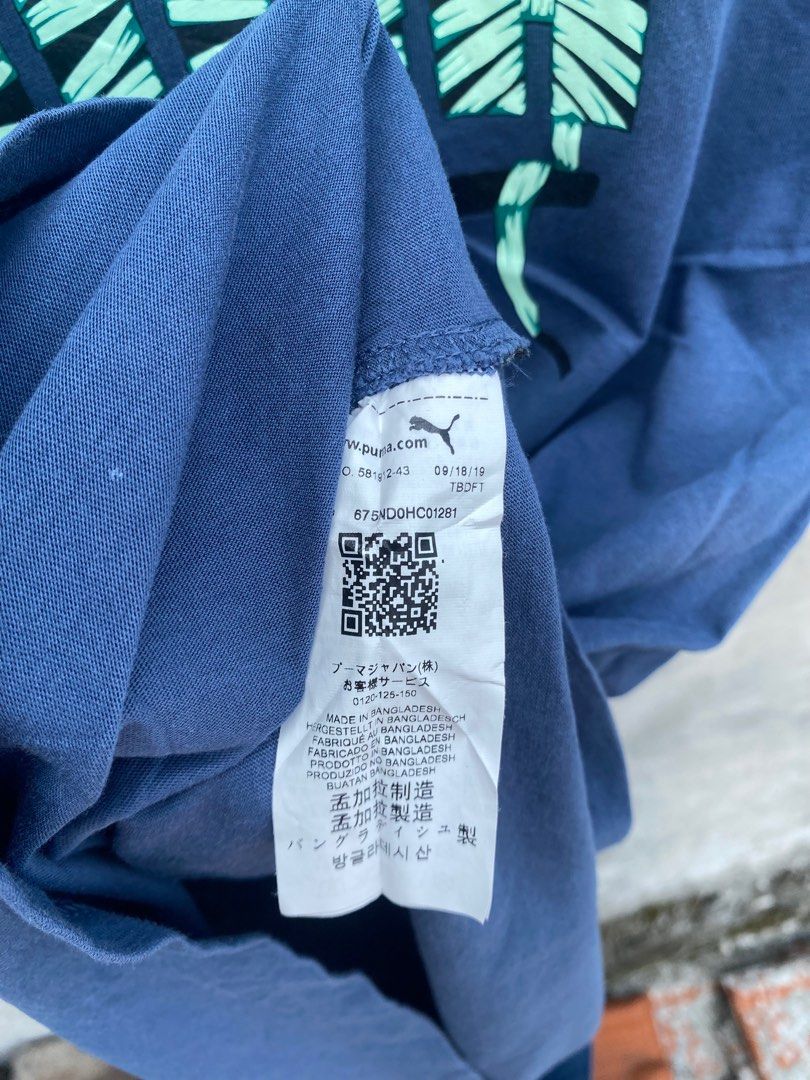 w.puma.com
O. 581912-43 09/18/19
TBDFT
675ND0HC01281
プーマジャパン(株)
お客様サービス
0120-125-150
MADE IN BANGLADESH
HERGESTELLT IN BANGLADESCH
FABRIQUÉ AU BANGLADESH
FABRICADO EN BANGLADESH
PRODOTTO IN BANGLADESH
PRODUZIDO NO BANGLADESH
BUATAN BANGLADESH
孟加拉制造
孟加拉製造
バングラデイシュ製
방글라데시산